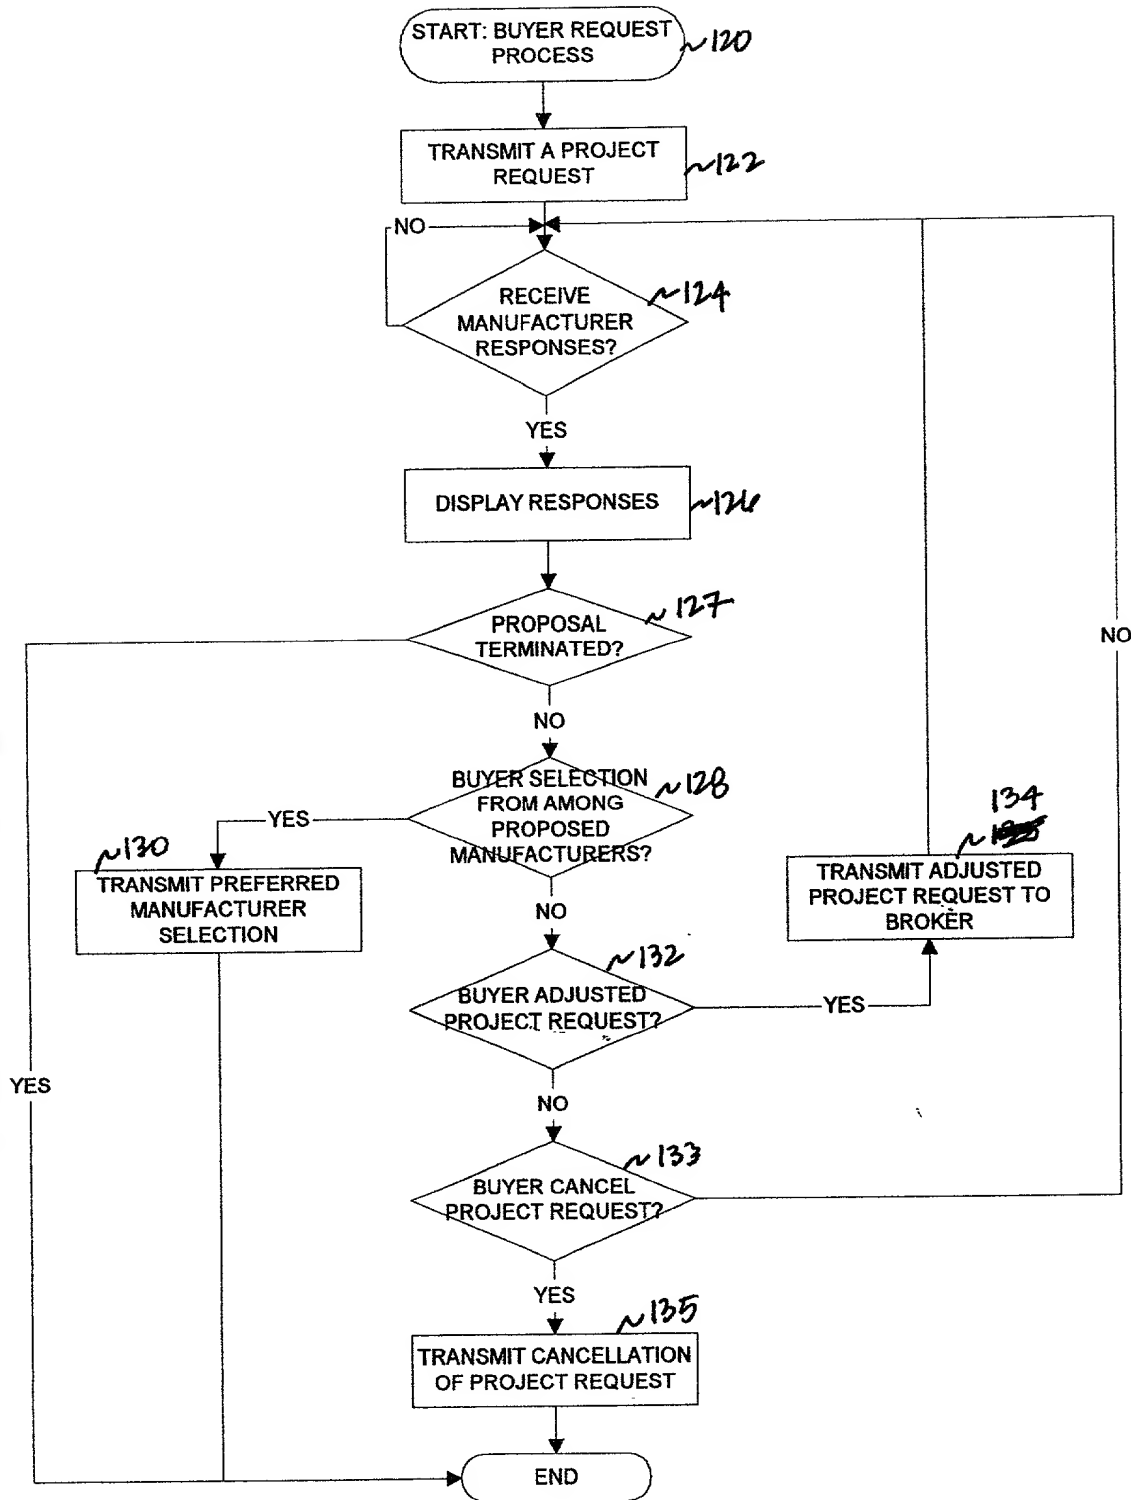 START: BUYER REQUEST
PROCESS
~120
TRANSMIT A PROJECT
REQUEST
~122
NO
RECEIVE
MANUFACTURER
RESPONSES?
~124
YES
DISPLAY RESPONSES
~126
PROPOSAL
TERMINATED?
~127
NO
NO
BUYER SELECTION
FROM AMONG
PROPOSED
MANUFACTURERS?
~128
YES
~130
TRANSMIT PREFERRED
MANUFACTURER
SELECTION
134
TRANSMIT ADJUSTED
PROJECT REQUEST TO
BROKER
NO
~132
BUYER ADJUSTED
PROJECT REQUEST?
YES
YES
NO
~133
BUYER CANCEL
PROJECT REQUEST?
YES
~135
TRANSMIT CANCELLATION
OF PROJECT REQUEST
END